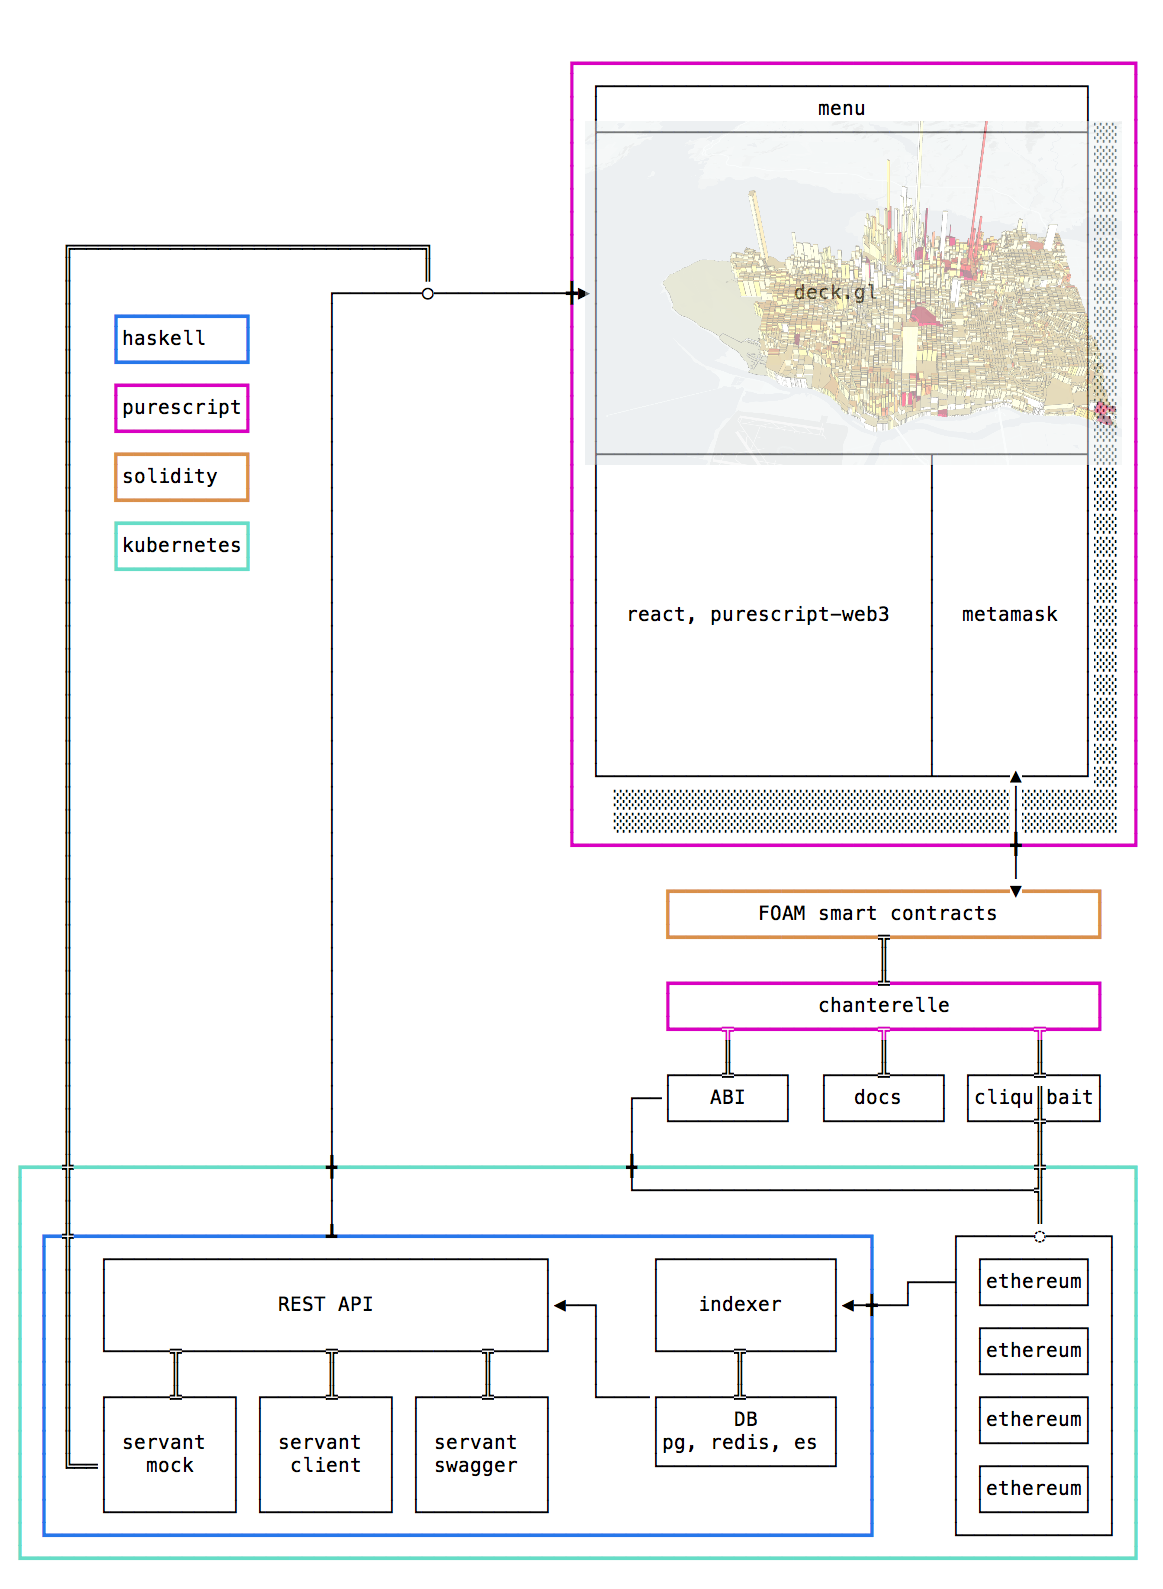 menu
deck.gl
haskell
purescript
solidity
kubernetes
react, purescript-web3
metamask
FOAM smart contracts
chanterelle
ABI
docs
cliqu bait
REST API
indexer
ethereum
ethereum
ethereum
ethereum
servant
mock
servant
client
servant
swagger
DB
pg, redis, es